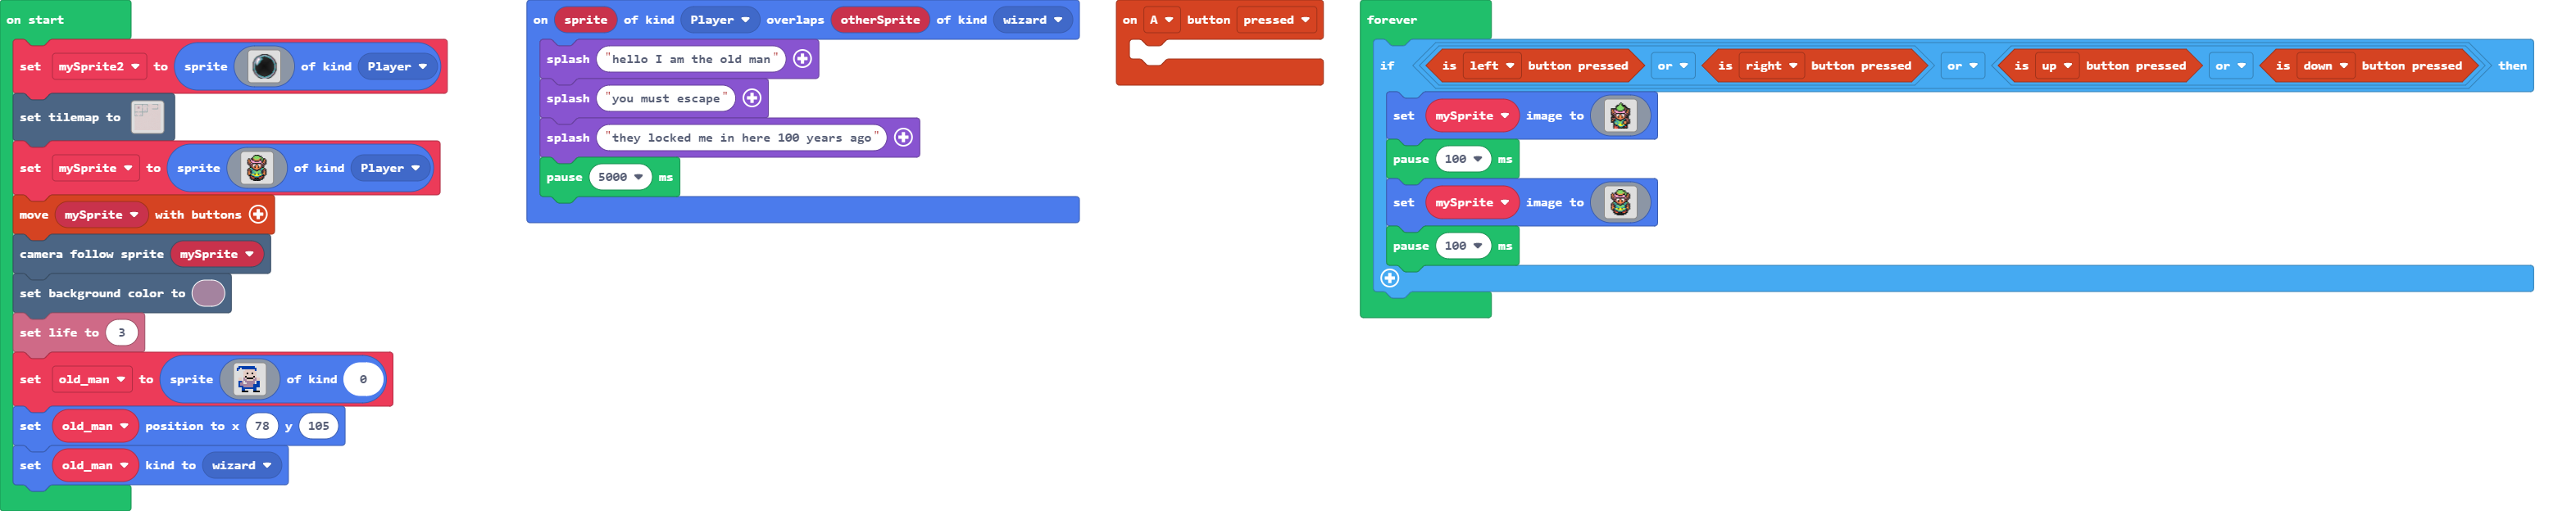 on start
set mySprite2 to sprite of kind Player
set tilemap to
set mySprite to sprite of kind Player
move mySprite with buttons
camera follow sprite mySprite
set background color to
set life to 3
set old_man to sprite of kind 0
set old_man position to x 78 y 105
set old_man kind to wizard
on sprite of kind Player overlaps otherSprite of kind wizard
splash "hello I am the old man"
splash "you must escape"
splash "they locked me in here 100 years ago"
pause 5000 ms
on A button pressed
forever
if is left button pressed or is right button pressed or is up button pressed or is down button pressed then
set mySprite image to
pause 100 ms
set mySprite image to
pause 100 ms